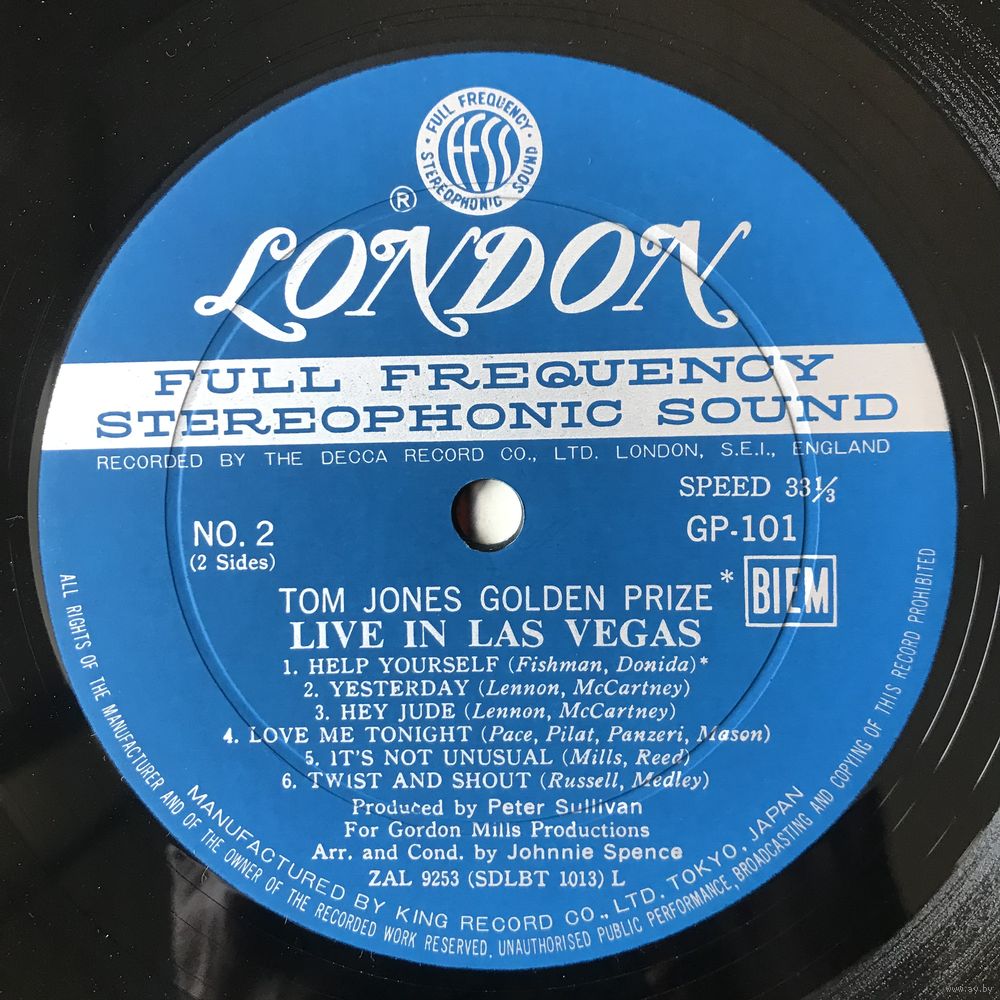 FULL FREQUENCY
FFSS
STEREOPHONIC SOUND
®
LONDON
FULL FREQUENCY
STEREOPHONIC SOUND
RECORDED BY THE DECCA RECORD CO., LTD. LONDON, S.E.I., ENGLAND
SPEED 33⅓
NO. 2
GP-101
(2 Sides)
TOM JONES GOLDEN PRIZE
* BIEM
LIVE IN LAS VEGAS
1. HELP YOURSELF (Fishman, Donida)*
2. YESTERDAY (Lennon, McCartney)
3. HEY JUDE (Lennon, McCartney)
4. LOVE ME TONIGHT (Pace, Pilat, Panzeri, Mason)
5. IT'S NOT UNUSUAL (Mills, Reed)
6. TWIST AND SHOUT (Russell, Medley)
Produced by Peter Sullivan
For Gordon Mills Productions
Arr. and Cond. by Johnnie Spence
ZAL 9253 (SDLBT 1013) L
MANUFACTURED BY KING RECORD CO., LTD. TOKYO, JAPAN
ALL RIGHTS OF THE MANUFACTURER AND OF THE OWNER OF THE RECORDED WORK RESERVED, UNAUTHORISED PUBLIC PERFORMANCE, BROADCASTING AND COPYING OF THIS RECORD PROHIBITED
www.ay.by